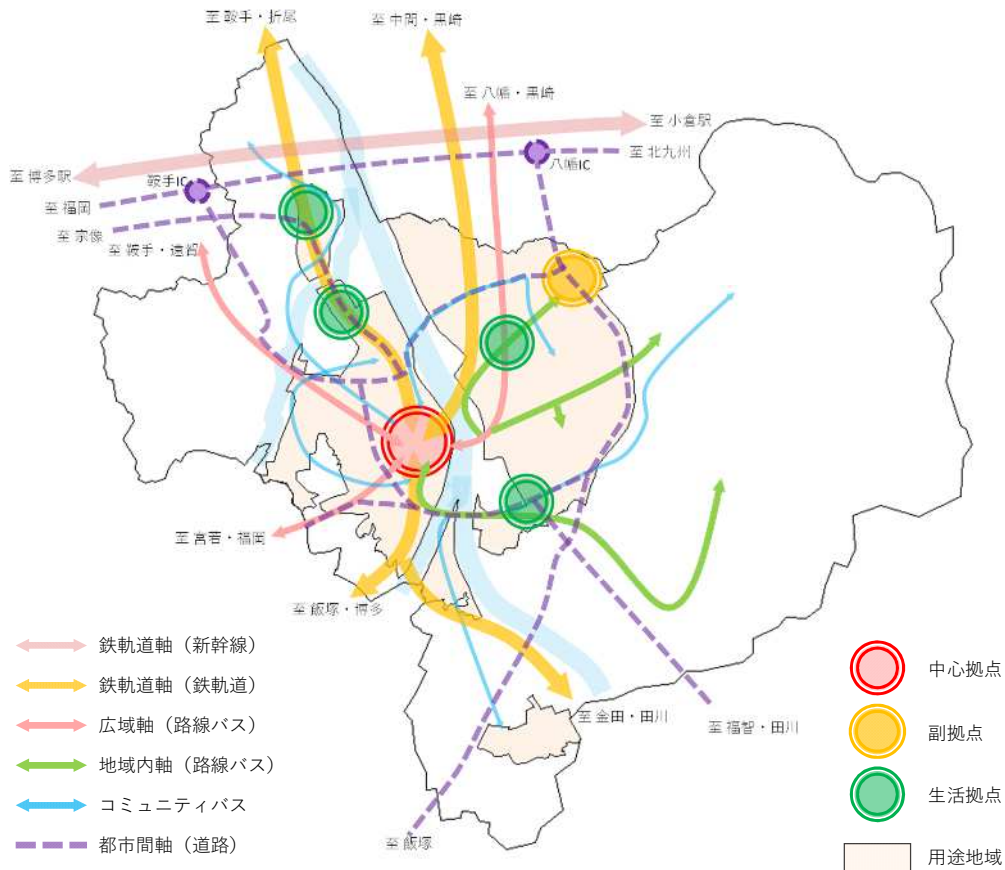 至 鞍手・折尾
至 中間・黒崎
至 八幡・黒崎
至 小倉駅
至 北九州
八幡IC
至 博多駅
鞍手IC
至 福岡
至 宗像
至 鞍手・遠賀
至 宮若・福岡
至 飯塚・博多
至 金田・田川
至 福智・田川
至 飯塚
鉄軌道軸（新幹線）
鉄軌道軸（鉄軌道）
広域軸（路線バス）
地域内軸（路線バス）
コミュニティバス
都市間軸（道路）
中心拠点
副拠点
生活拠点
用途地域